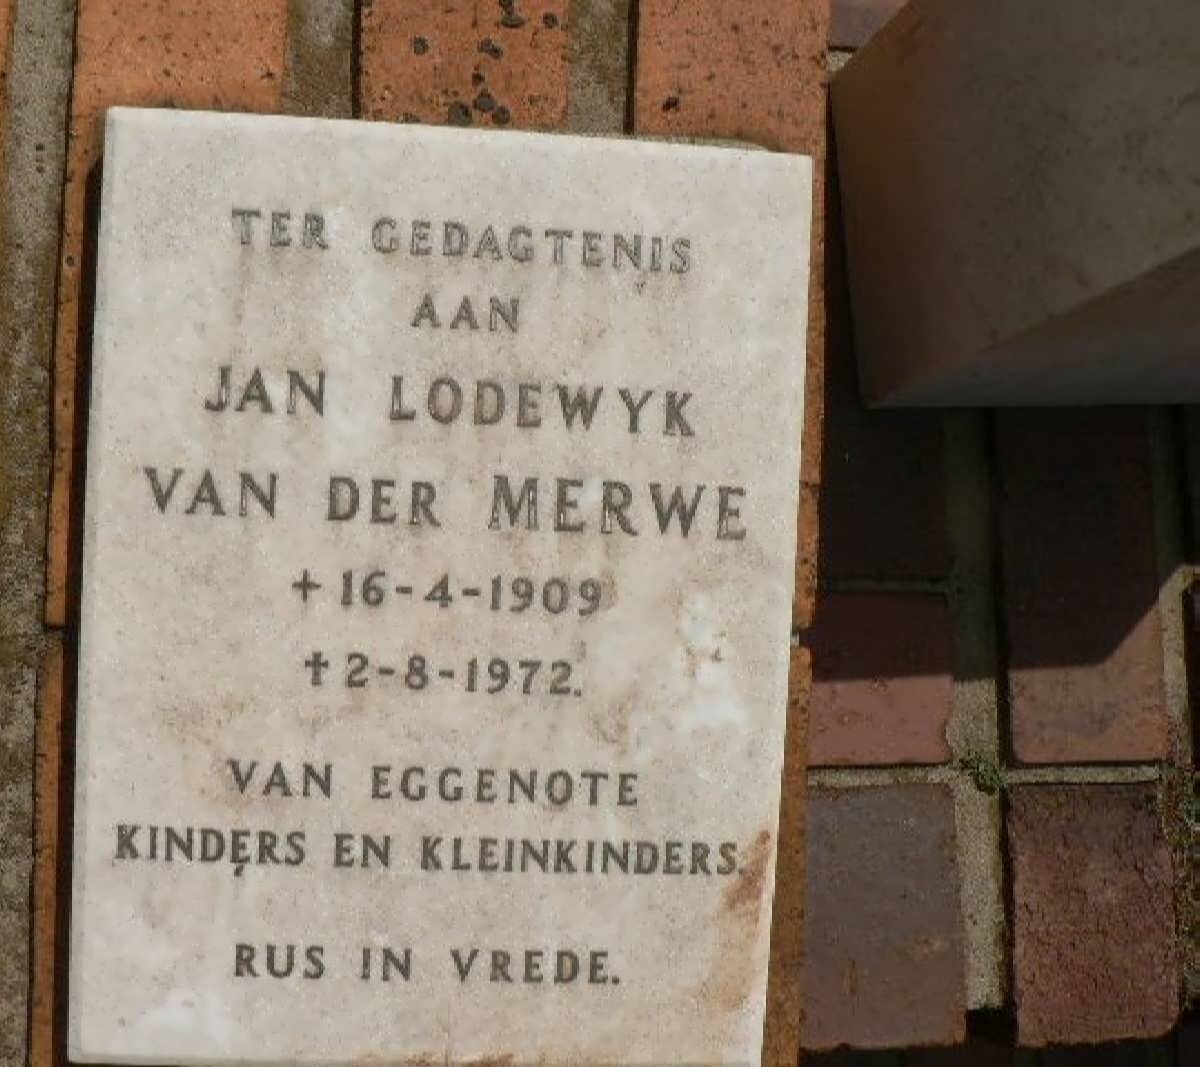 TER GEDAGTENIS
AAN
JAN LODEWYK
VAN DER MERWE
+ 16-4-1909
† 2-8-1972.
VAN EGGENOTE
KINDERS EN KLEINKINDERS.
RUS IN VREDE.